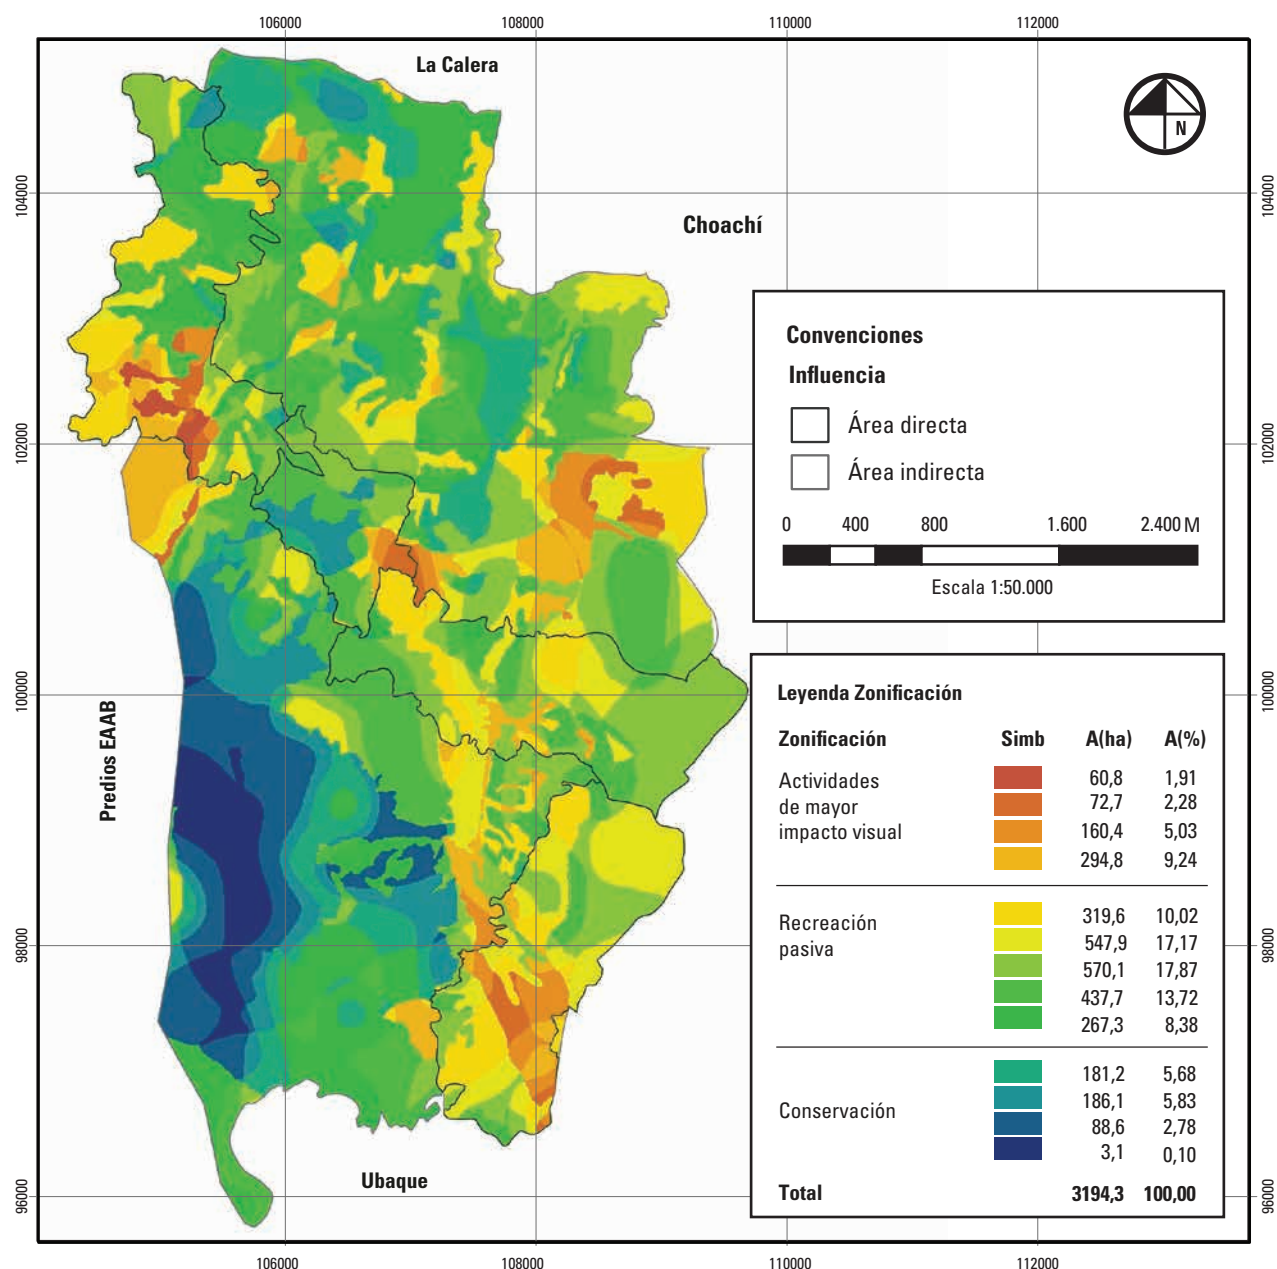 106000
108000
110000
112000
La Calera
N
104000
104000
Choachí
Convenciones
Influencia
Área directa
Área indirecta
102000
102000
0 400 800 1.600 2.400 M
Escala 1:50.000
100000
100000
Predios EAAB
Leyenda Zonificación
Zonificación Simb A(ha) A(%)
Actividades
de mayor
impacto visual
60,8 1,91
72,7 2,28
160,4 5,03
294,8 9,24
Recreación
pasiva
319,6 10,02
547,9 17,17
570,1 17,87
437,7 13,72
267,3 8,38
98000
98000
Conservación
181,2 5,68
186,1 5,83
88,6 2,78
3,1 0,10
Total 3194,3 100,00
Ubaque
96000
96000
106000
108000
110000
112000